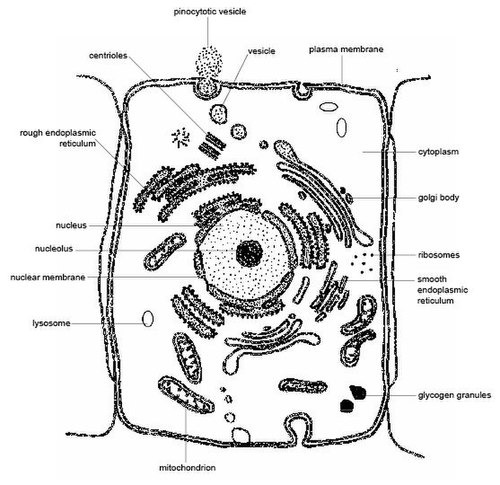 pinocytotic vesicle
centrioles
vesicle
plasma membrane
rough endoplasmic
reticulum
cytoplasm
golgi body
nucleus
nucleolus
ribosomes
nuclear membrane
smooth
endoplasmic
reticulum
lysosome
glycogen granules
mitochondrion